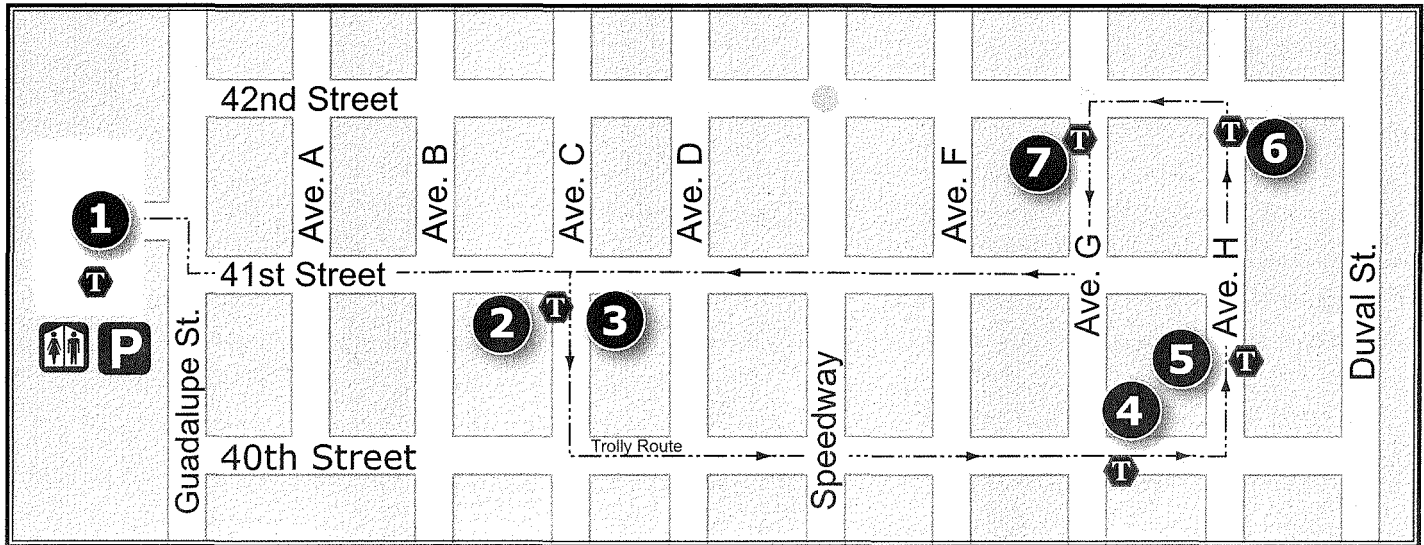 42nd Street
1
T
P
Guadalupe St.
Ave. A
Ave. B
Ave. C
Ave. D
Ave. F
7
T
T
6
Ave. G
Ave. H
Duval St.
41st Street
2
T
3
Speedway
5
T
4
40th Street
Trolly Route
T